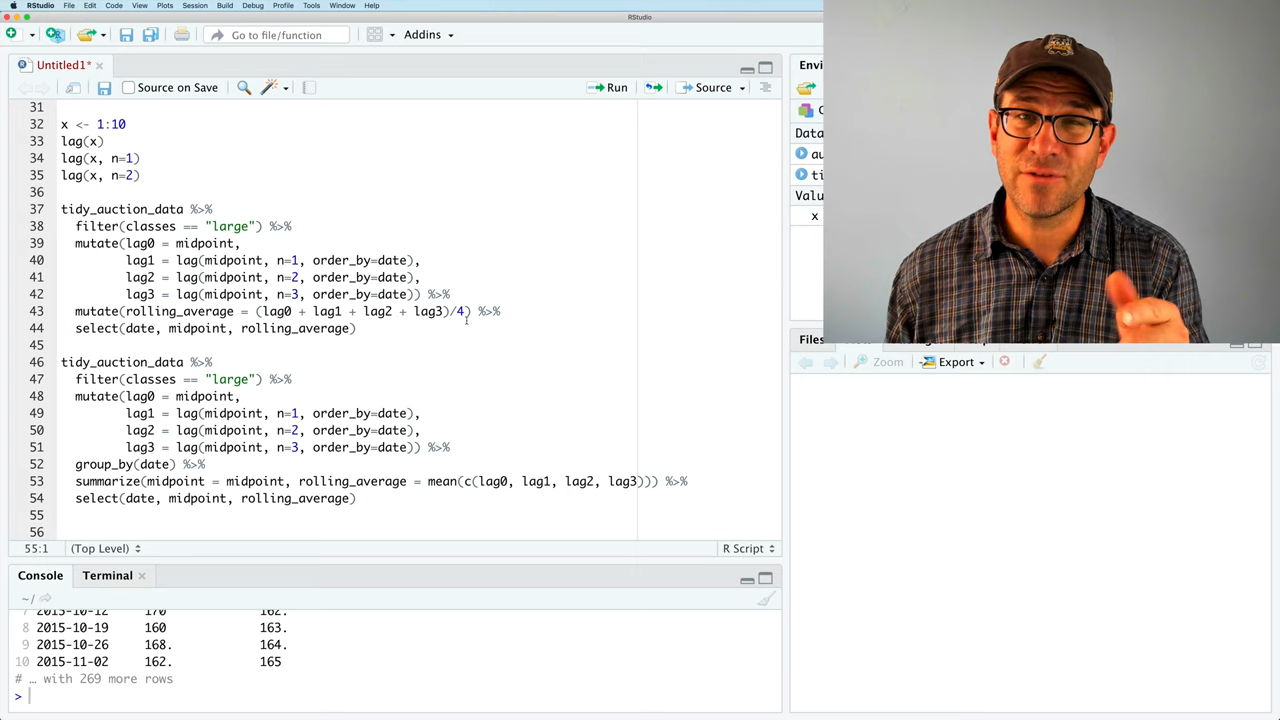 RStudio File Edit Code View Plots Session Build Debug Profile Tools Window Help
RStudio
Go to file/function Addins
Untitled1*
Source on Save Run Source
31
32 x <- 1:10
33 lag(x)
34 lag(x, n=1)
35 lag(x, n=2)
36
37 tidy_auction_data %>%
38 filter(classes == "large") %>%
39 mutate(lag0 = midpoint,
40 lag1 = lag(midpoint, n=1, order_by=date),
41 lag2 = lag(midpoint, n=2, order_by=date),
42 lag3 = lag(midpoint, n=3, order_by=date)) %>%
43 mutate(rolling_average = (lag0 + lag1 + lag2 + lag3)/4) %>%
44 select(date, midpoint, rolling_average)
45
46 tidy_auction_data %>%
47 filter(classes == "large") %>%
48 mutate(lag0 = midpoint,
49 lag1 = lag(midpoint, n=1, order_by=date),
50 lag2 = lag(midpoint, n=2, order_by=date),
51 lag3 = lag(midpoint, n=3, order_by=date)) %>%
52 group_by(date) %>%
53 summarize(midpoint = midpoint, rolling_average = mean(c(lag0, lag1, lag2, lag3))) %>%
54 select(date, midpoint, rolling_average)
55
56
55:1 (Top Level) R Script
Console Terminal
~/
7 2015-10-12 170 162.
8 2015-10-19 160 163.
9 2015-10-26 168. 164.
10 2015-11-02 162. 165
# … with 269 more rows
>
Envi
Data
au
ti
Valu
x
Files
Zoom Export